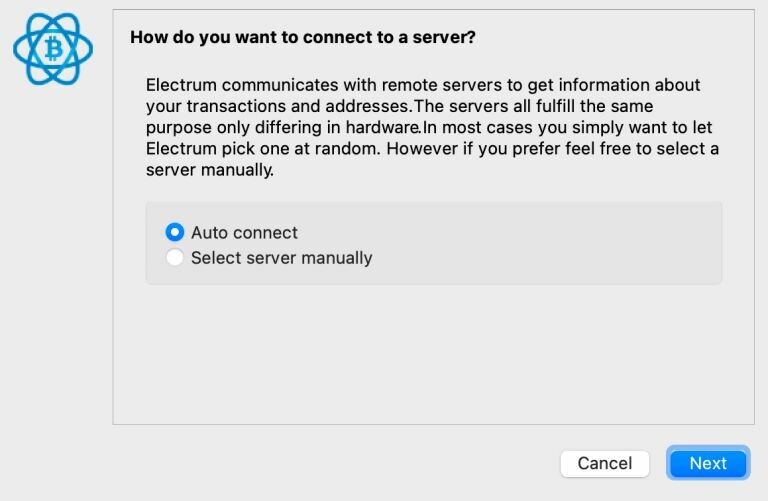 How do you want to connect to a server?
Electrum communicates with remote servers to get information about
your transactions and addresses.The servers all fulfill the same
purpose only differing in hardware.In most cases you simply want to let
Electrum pick one at random. However if you prefer feel free to select a
server manually.
Auto connect
Select server manually
Cancel
Next